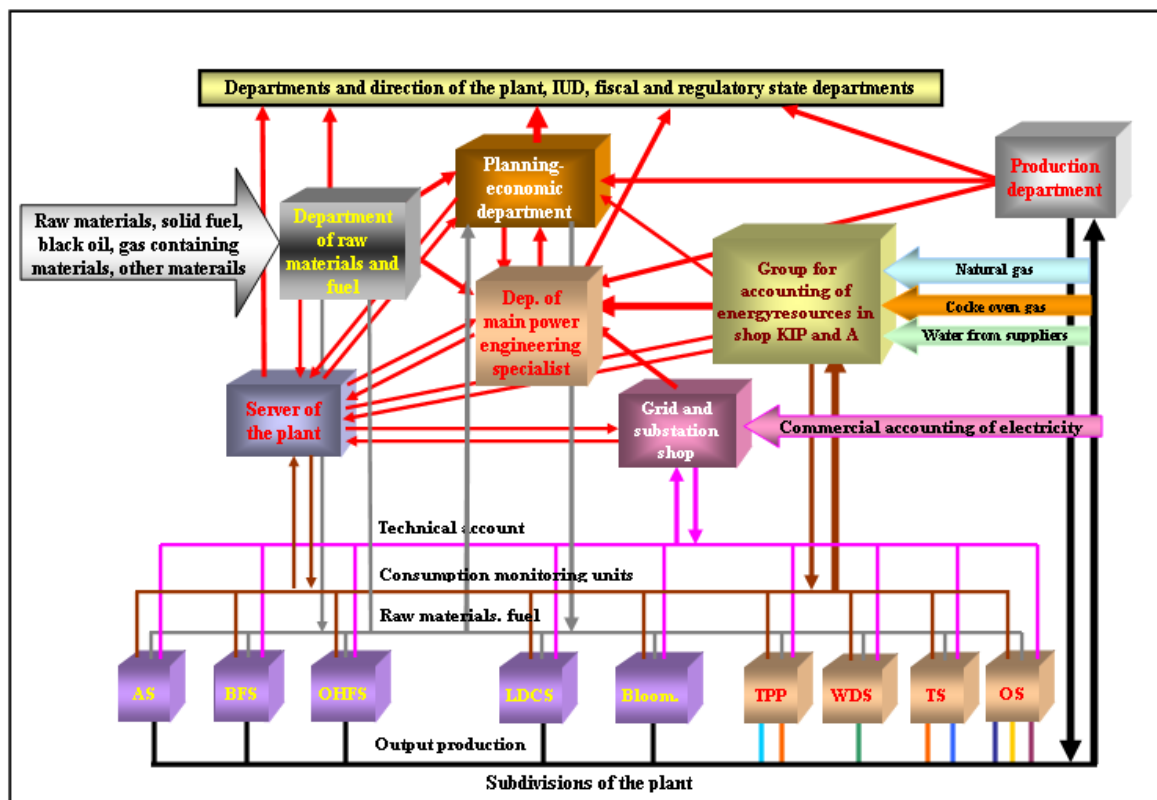 Departments and direction of the plant, IUD, fiscal and regulatory state departments
Planning-
economic
department
Production
department
Raw materials, solid fuel,
black oil, gas containing
materials, other materails
Department
of raw
materials and
fuel
Group for
accounting of
energyresources in
shop KIP and A
Natural gas
Cocke oven gas
Water from suppliers
Dep. of
main power
engineering
specialist
Server of
the plant
Grid and
substation
shop
Commercial accounting of electricity
Technical account
Consumption monitoring units
Raw materials. fuel
AS
BFS
OHFS
LDCS
Bloom.
TPP
WDS
TS
OS
Output production
Subdivisions of the plant